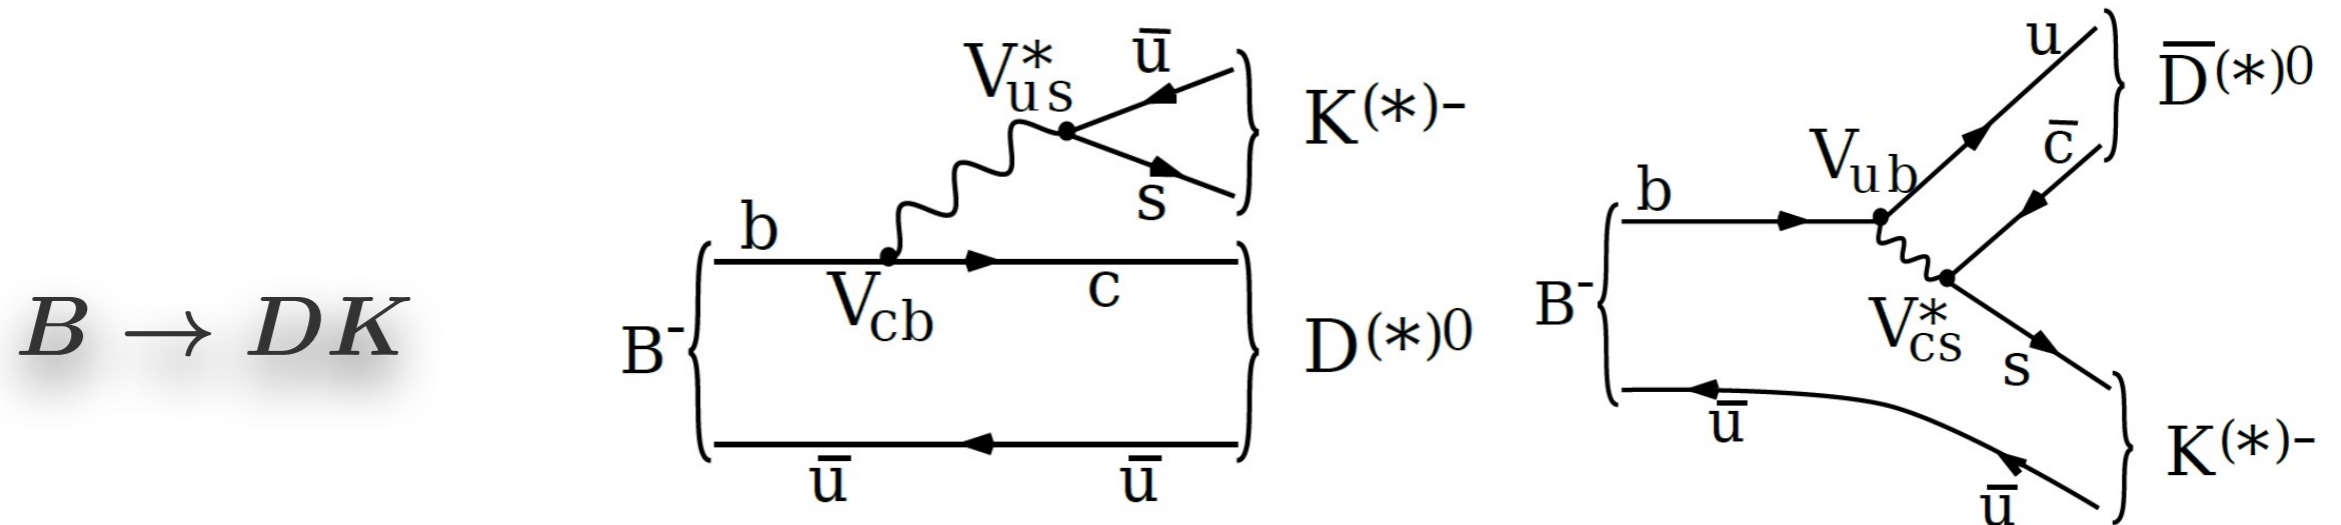 B → DK
V*us
ū
K(*)-
s
b
Vcb
c
B-
D(*)0
ū
ū
u
D̅(*)0
c̄
Vub
b
B-
V*cs
s
ū
K(*)-
ū